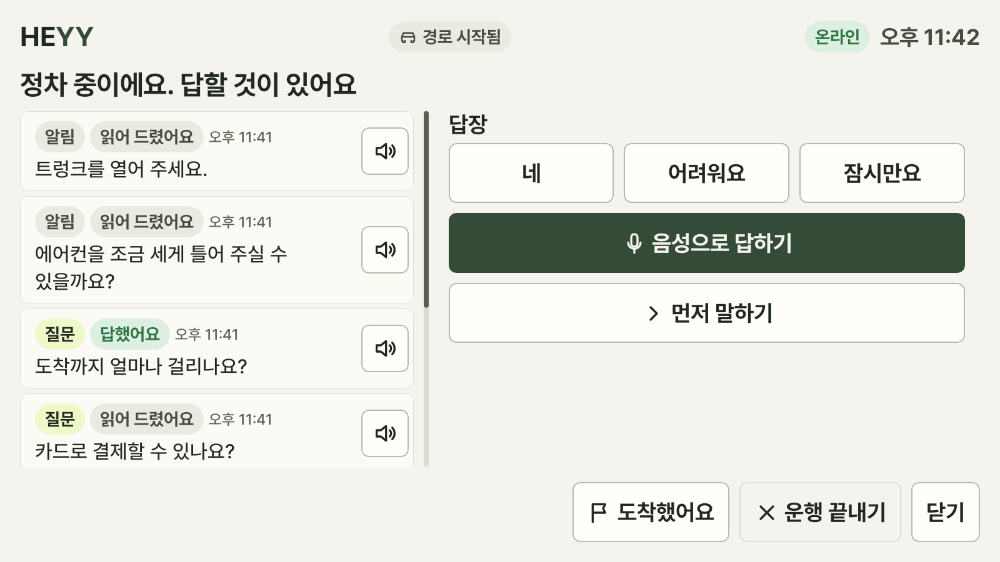 HEYY
경로 시작됨
온라인 오후 11:42
정차 중이에요. 답할 것이 있어요
알림 읽어 드렸어요 오후 11:41
트렁크를 열어 주세요.
알림 읽어 드렸어요 오후 11:41
에어컨을 조금 세게 틀어 주실 수
있을까요?
질문 답했어요 오후 11:41
도착까지 얼마나 걸리나요?
질문 읽어 드렸어요 오후 11:41
카드로 결제할 수 있나요?
답장
네 어려워요 잠시만요
음성으로 답하기
먼저 말하기
도착했어요 운행 끝내기 닫기